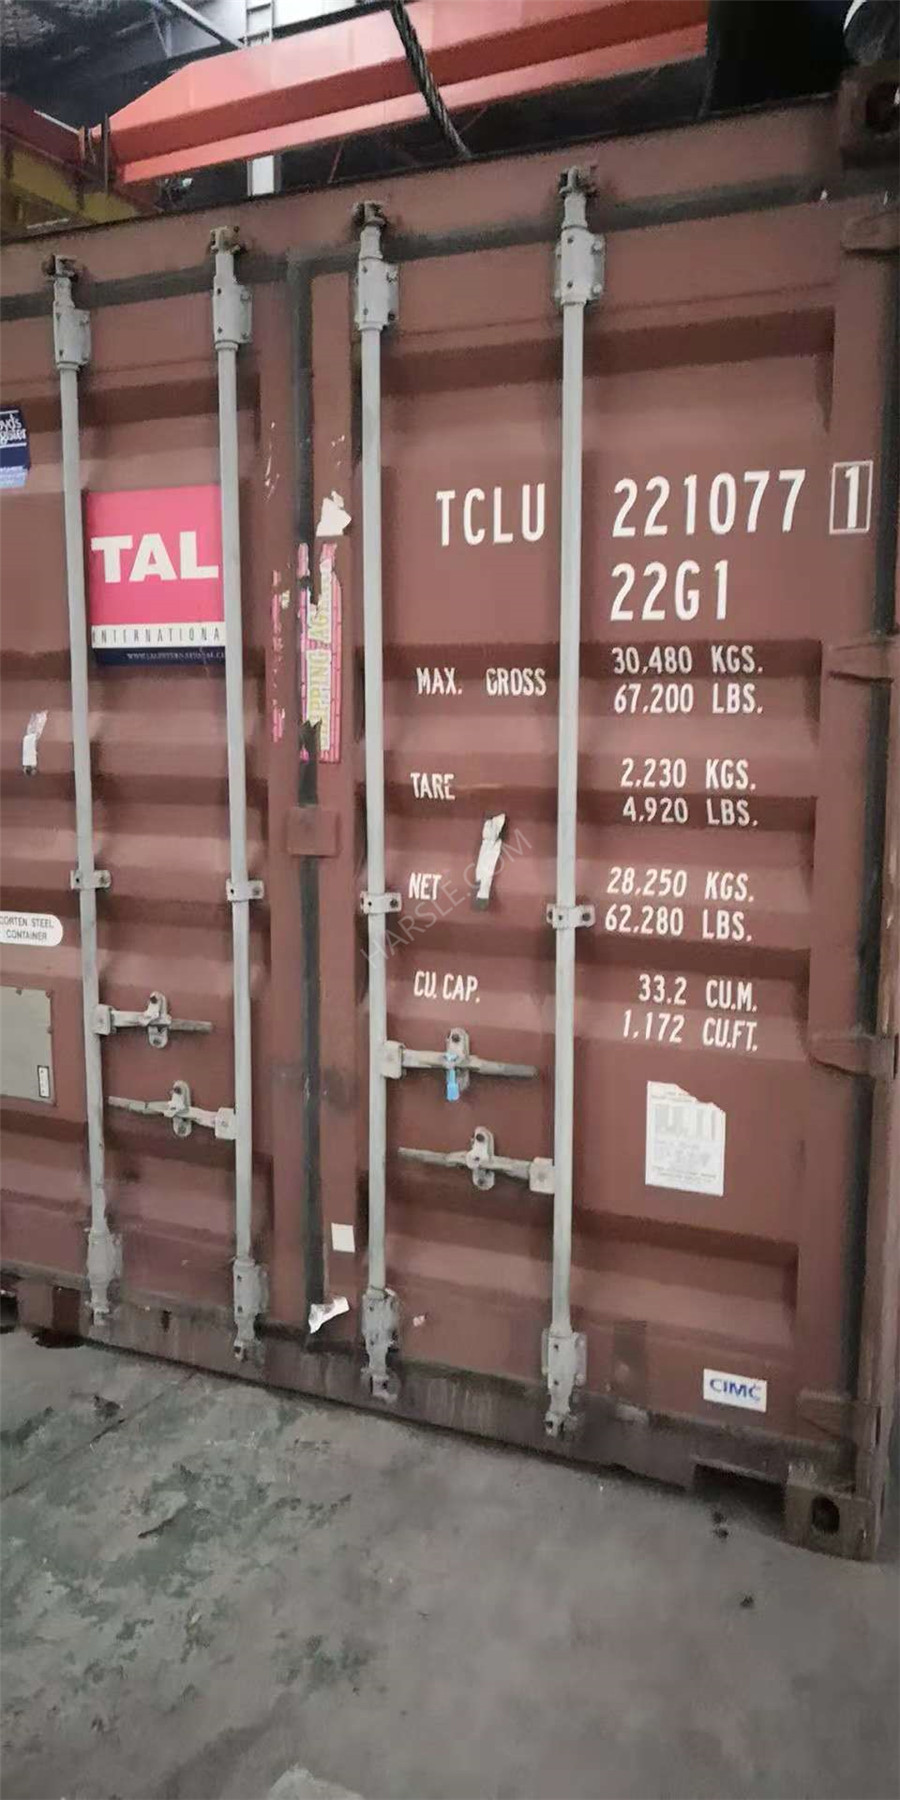 TCLU 221077 1
22G1
MAX. GROSS 30,480 KGS.
67,200 LBS.
TARE 2,230 KGS.
4,920 LBS.
NET 28,250 KGS.
62,280 LBS.
CU. CAP. 33.2 CU.M.
1,172 CU.FT.
TAL
INTERNATIONA
CORTEN STEEL
CONTAINER
HARSLE.COM
CIMC